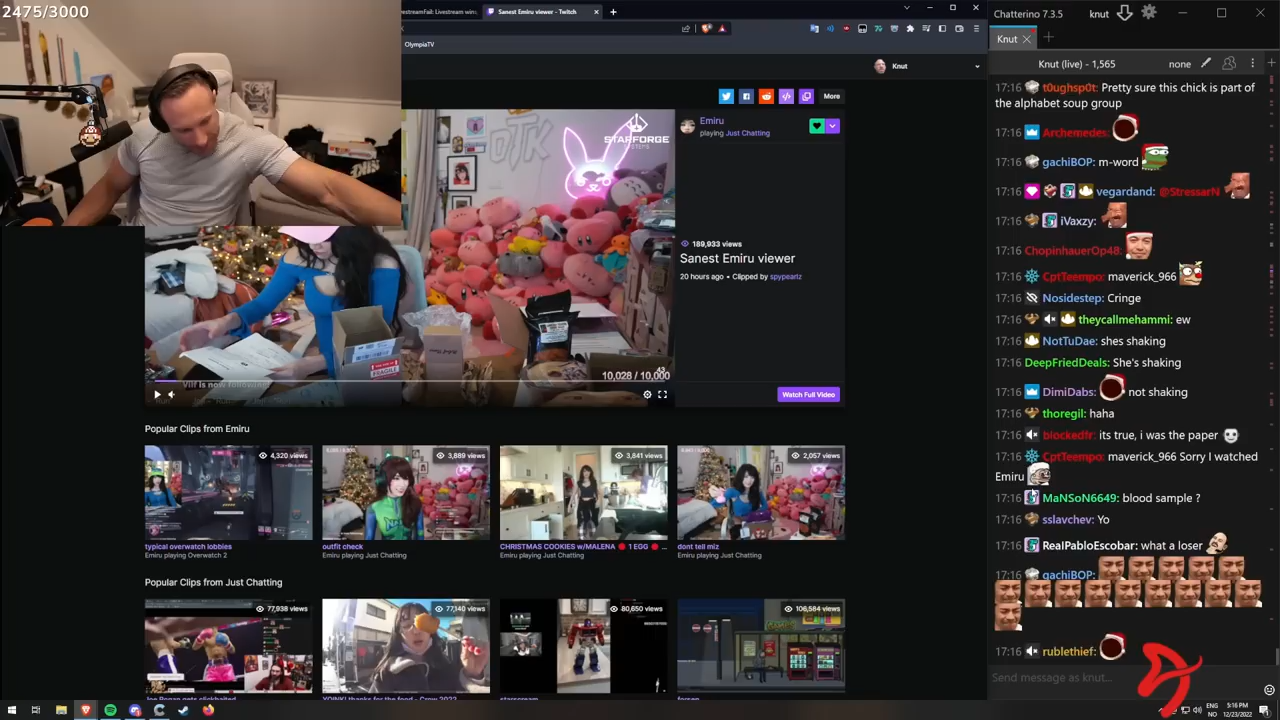 2475/3000
estreamFail: Livestream wins
Sanest Emiru viewer - Twitch
OlympiaTV
Knut
More
STARFORGE
Emiru
playing Just Chatting
189,933 views
Sanest Emiru viewer
20 hours ago • Clipped by spypearlz
Vilf is now following
43
10,028 / 10,000
Watch Full Video
Popular Clips from Emiru
4,320 views
3,889 views
3,841 views
2,057 views
typical overwatch lobbies
Emiru playing Overwatch 2
outfit check
Emiru playing Just Chatting
CHRISTMAS COOKIES w/MALENA 🔴 1 EGG 🔴 ...
Emiru playing Just Chatting
dont tell miz
Emiru playing Just Chatting
Popular Clips from Just Chatting
77,938 views
77,140 views
80,650 views
106,584 views
Chatterino 7.3.5
knut
Knut
Knut (live) - 1,565
none
17:16 t0ughsp0t: Pretty sure this chick is part of
the alphabet soup group
17:16 Archemedes:
17:16 gachiBOP: m-word
17:16 vegardand: @StressarN
17:16 iVaxzy:
17:16 ChopinhauerOp48:
17:16 CptTeempo: maverick_966
17:16 Nosidestep: Cringe
17:16 theycallmehammi: ew
17:16 NotTuDae: shes shaking
17:16 DeepFriedDeals: She's shaking
17:16 DimiDabs: not shaking
17:16 thoregil: haha
17:16 blockedfr: its true, i was the paper
17:16 CptTeempo: maverick_966 Sorry I watched
Emiru
17:16 MaNSoN6649: blood sample ?
17:16 sslavchev: Yo
17:16 RealPabloEscobar: what a loser
17:16 gachiBOP:
17:16 rublethief:
Send message as knut...
ENG
NO
5:16 PM
12/23/2022